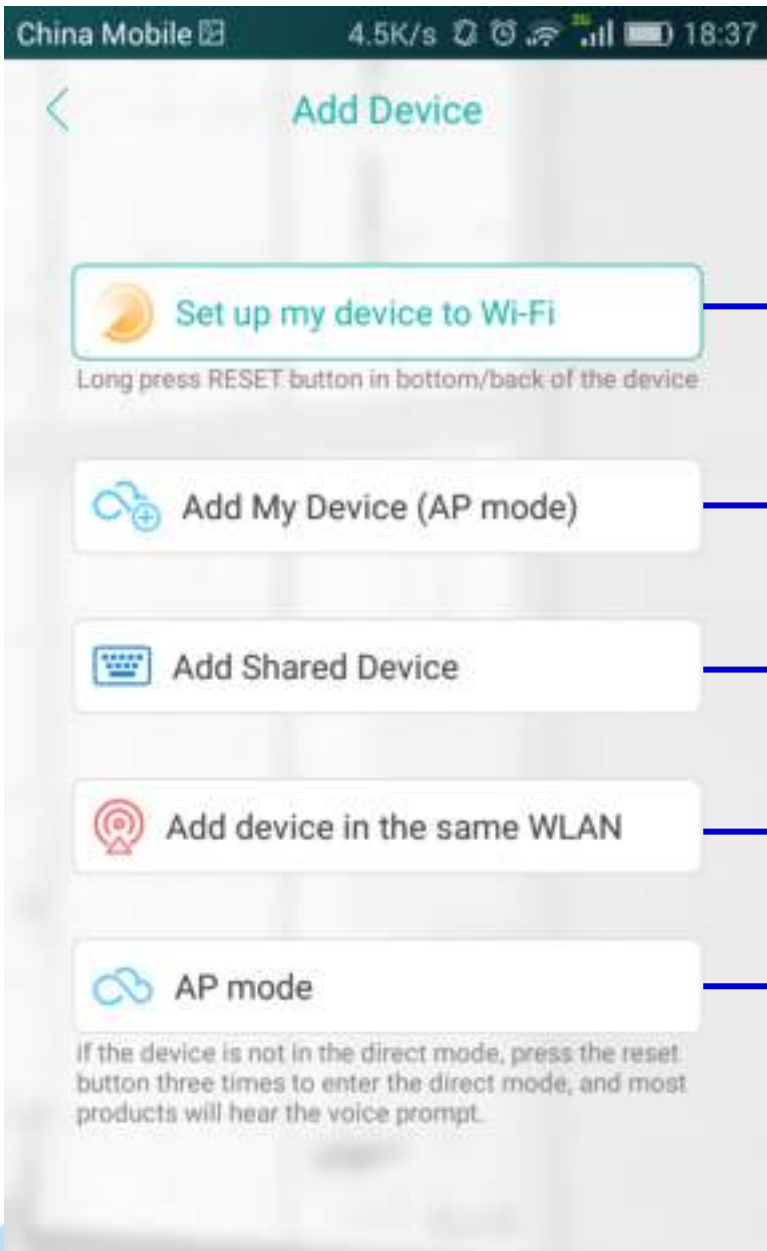 China Mobile 4.5K/s 2G 18:37
Add Device
Set up my device to Wi-Fi
Long press RESET button in bottom/back of the device
Add My Device (AP mode)
Add Shared Device
Add device in the same WLAN
AP mode
if the device is not in the direct mode, press the reset
button three times to enter the direct mode, and most
products will hear the voice prompt.